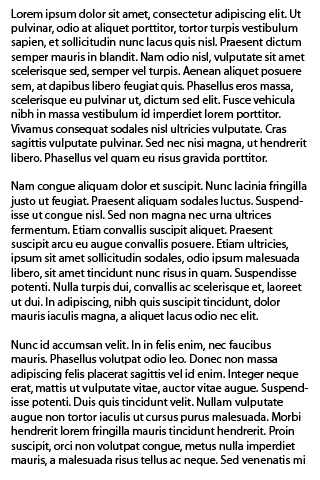 Lorem ipsum dolor sit amet, consectetur adipiscing elit. Ut
pulvinar, odio at aliquet porttitor, tortor turpis vestibulum
sapien, et sollicitudin nunc lacus quis nisl. Praesent dictum
semper mauris in blandit. Nam odio nisl, vulputate sit amet
scelerisque sed, semper vel turpis. Aenean aliquet posuere
sem, at dapibus libero feugiat quis. Phasellus eros massa,
scelerisque eu pulvinar ut, dictum sed elit. Fusce vehicula
nibh in massa vestibulum id imperdiet lorem porttitor.
Vivamus consequat sodales nisl ultricies vulputate. Cras
sagittis vulputate pulvinar. Sed nec nisi magna, ut hendrerit
libero. Phasellus vel quam eu risus gravida porttitor.

Nam congue aliquam dolor et suscipit. Nunc lacinia fringilla
justo ut feugiat. Praesent aliquam sodales luctus. Suspend-
isse ut congue nisl. Sed non magna nec urna ultrices
fermentum. Etiam convallis suscipit aliquet. Praesent
suscipit arcu eu augue convallis posuere. Etiam ultricies,
ipsum sit amet sollicitudin sodales, odio ipsum malesuada
libero, sit amet tincidunt nunc risus in quam. Suspendisse
potenti. Nulla turpis dui, convallis ac scelerisque et, laoreet
ut dui. In adipiscing, nibh quis suscipit tincidunt, dolor
mauris iaculis magna, a aliquet lacus odio nec elit.

Nunc id accumsan velit. In in felis enim, nec faucibus
mauris. Phasellus volutpat odio leo. Donec non massa
adipiscing felis placerat sagittis vel id enim. Integer neque
erat, mattis ut vulputate vitae, auctor vitae augue. Suspend-
isse potenti. Duis quis tincidunt velit. Nullam vulputate
augue non tortor iaculis ut cursus purus malesuada. Morbi
hendrerit lorem fringilla mauris tincidunt hendrerit. Proin
suscipit, orci non volutpat congue, metus nulla imperdiet
mauris, a malesuada risus tellus ac neque. Sed venenatis mi